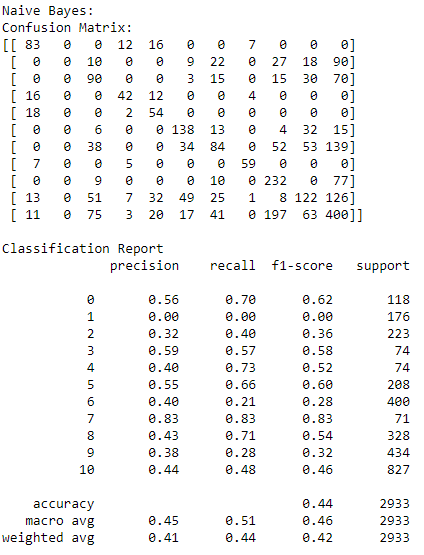 Naive Bayes:
Confusion Matrix:
[[ 83 0 0 12 16 0 0 7 0 0 0]
[ 0 0 10 0 0 9 22 0 27 18 90]
[ 0 0 90 0 0 3 15 0 15 30 70]
[ 16 0 0 42 12 0 0 4 0 0 0]
[ 18 0 0 2 54 0 0 0 0 0 0]
[ 0 0 6 0 0 138 13 0 4 32 15]
[ 0 0 38 0 0 34 84 0 52 53 139]
[ 7 0 0 5 0 0 0 59 0 0 0]
[ 0 0 9 0 0 0 10 0 232 0 77]
[ 13 0 51 7 32 49 25 1 8 122 126]
[ 11 0 75 3 20 17 41 0 197 63 400]]
Classification Report
precision recall f1-score support
0 0.56 0.70 0.62 118
1 0.00 0.00 0.00 176
2 0.32 0.40 0.36 223
3 0.59 0.57 0.58 74
4 0.40 0.73 0.52 74
5 0.55 0.66 0.60 208
6 0.40 0.21 0.28 400
7 0.83 0.83 0.83 71
8 0.43 0.71 0.54 328
9 0.38 0.28 0.32 434
10 0.44 0.48 0.46 827
accuracy 0.44 2933
macro avg 0.45 0.51 0.46 2933
weighted avg 0.41 0.44 0.42 2933